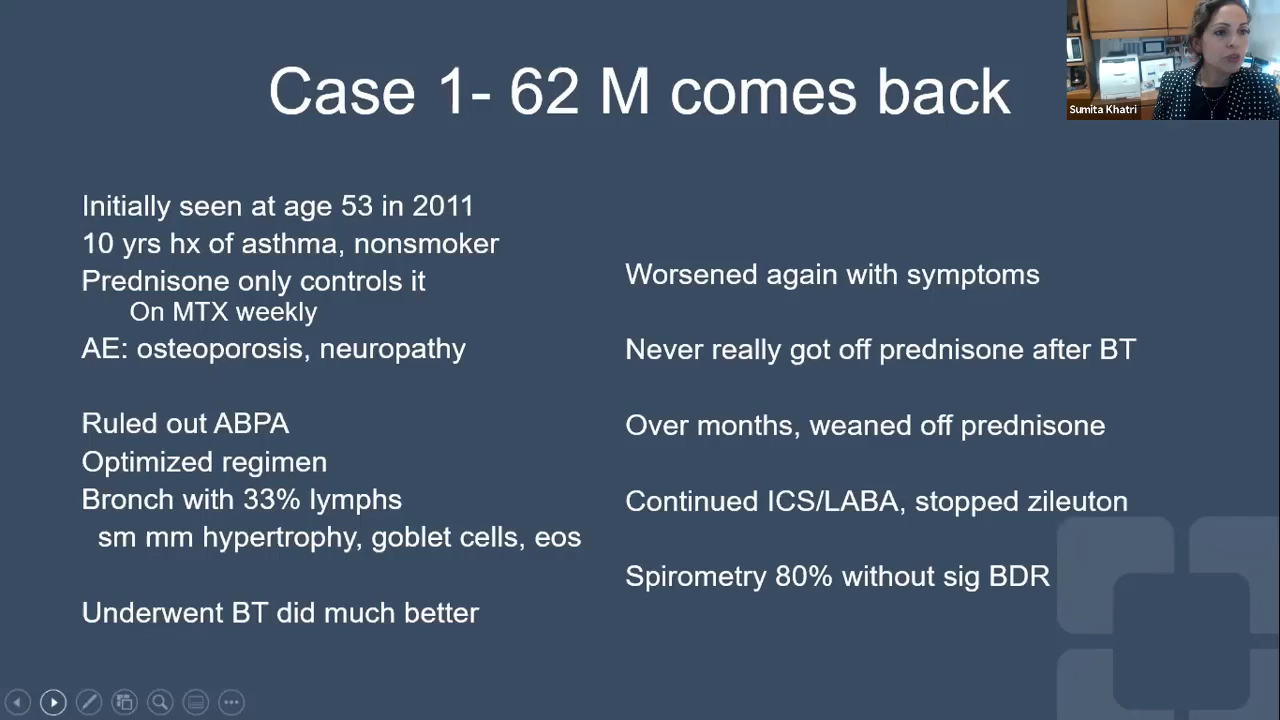 Case 1- 62 M comes back
Sumita Khatri
Initially seen at age 53 in 2011
10 yrs hx of asthma, nonsmoker
Prednisone only controls it
On MTX weekly
AE: osteoporosis, neuropathy
Ruled out ABPA
Optimized regimen
Bronch with 33% lymphs
sm mm hypertrophy, goblet cells, eos
Underwent BT did much better
Worsened again with symptoms
Never really got off prednisone after BT
Over months, weaned off prednisone
Continued ICS/LABA, stopped zileuton
Spirometry 80% without sig BDR